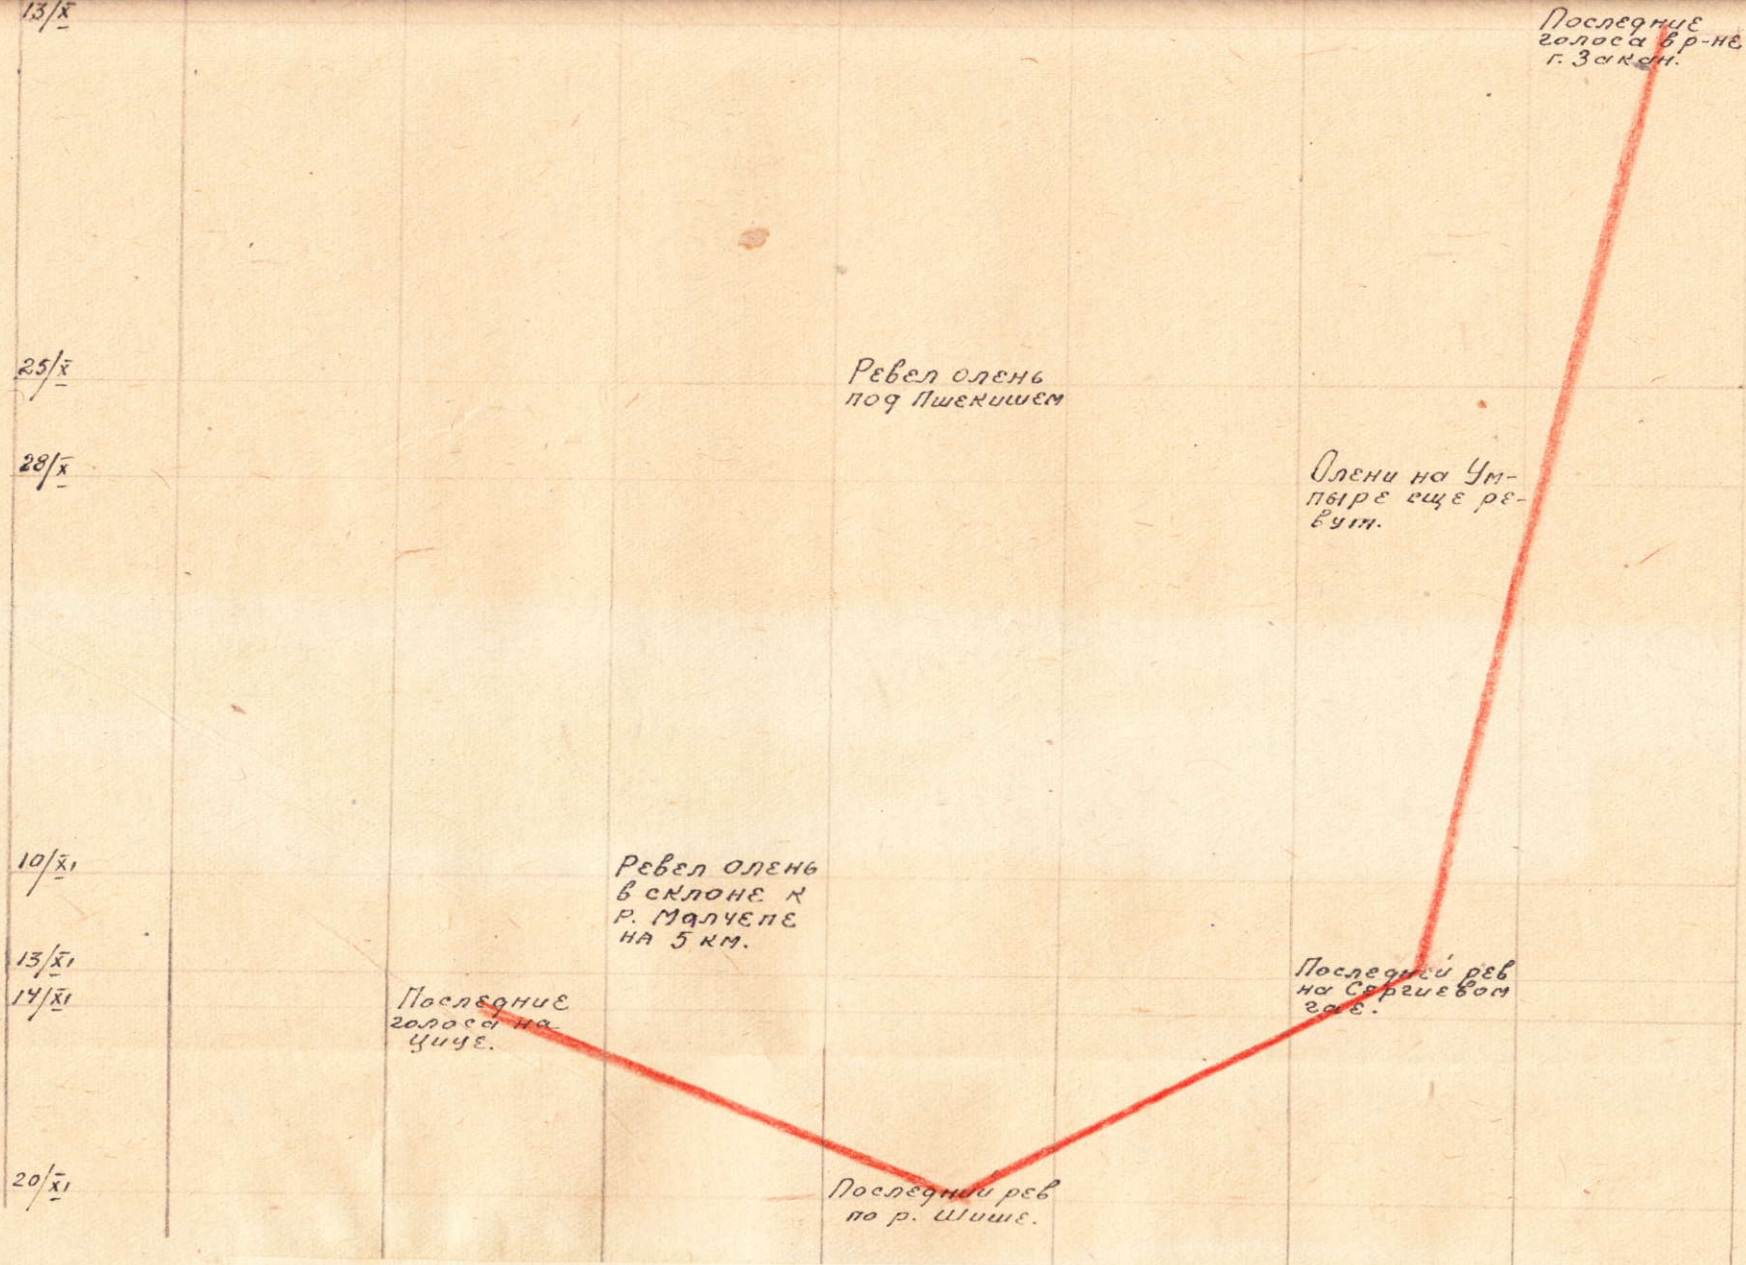 13/X
Последние
голоса в р-не
г. Закан.
25/X
Ревел олень
под Пшекишем
28/X
Олени на Ум-
пыре еще ре-
вут.
10/XI
Ревел олень
в склоне к
р. Малчепе
на 5 км.
13/XI
Последней рев
на Сергиевом
гае.
14/XI
Последние
голоса на
Цице.
20/XI
Последний рев
по р. Шише.